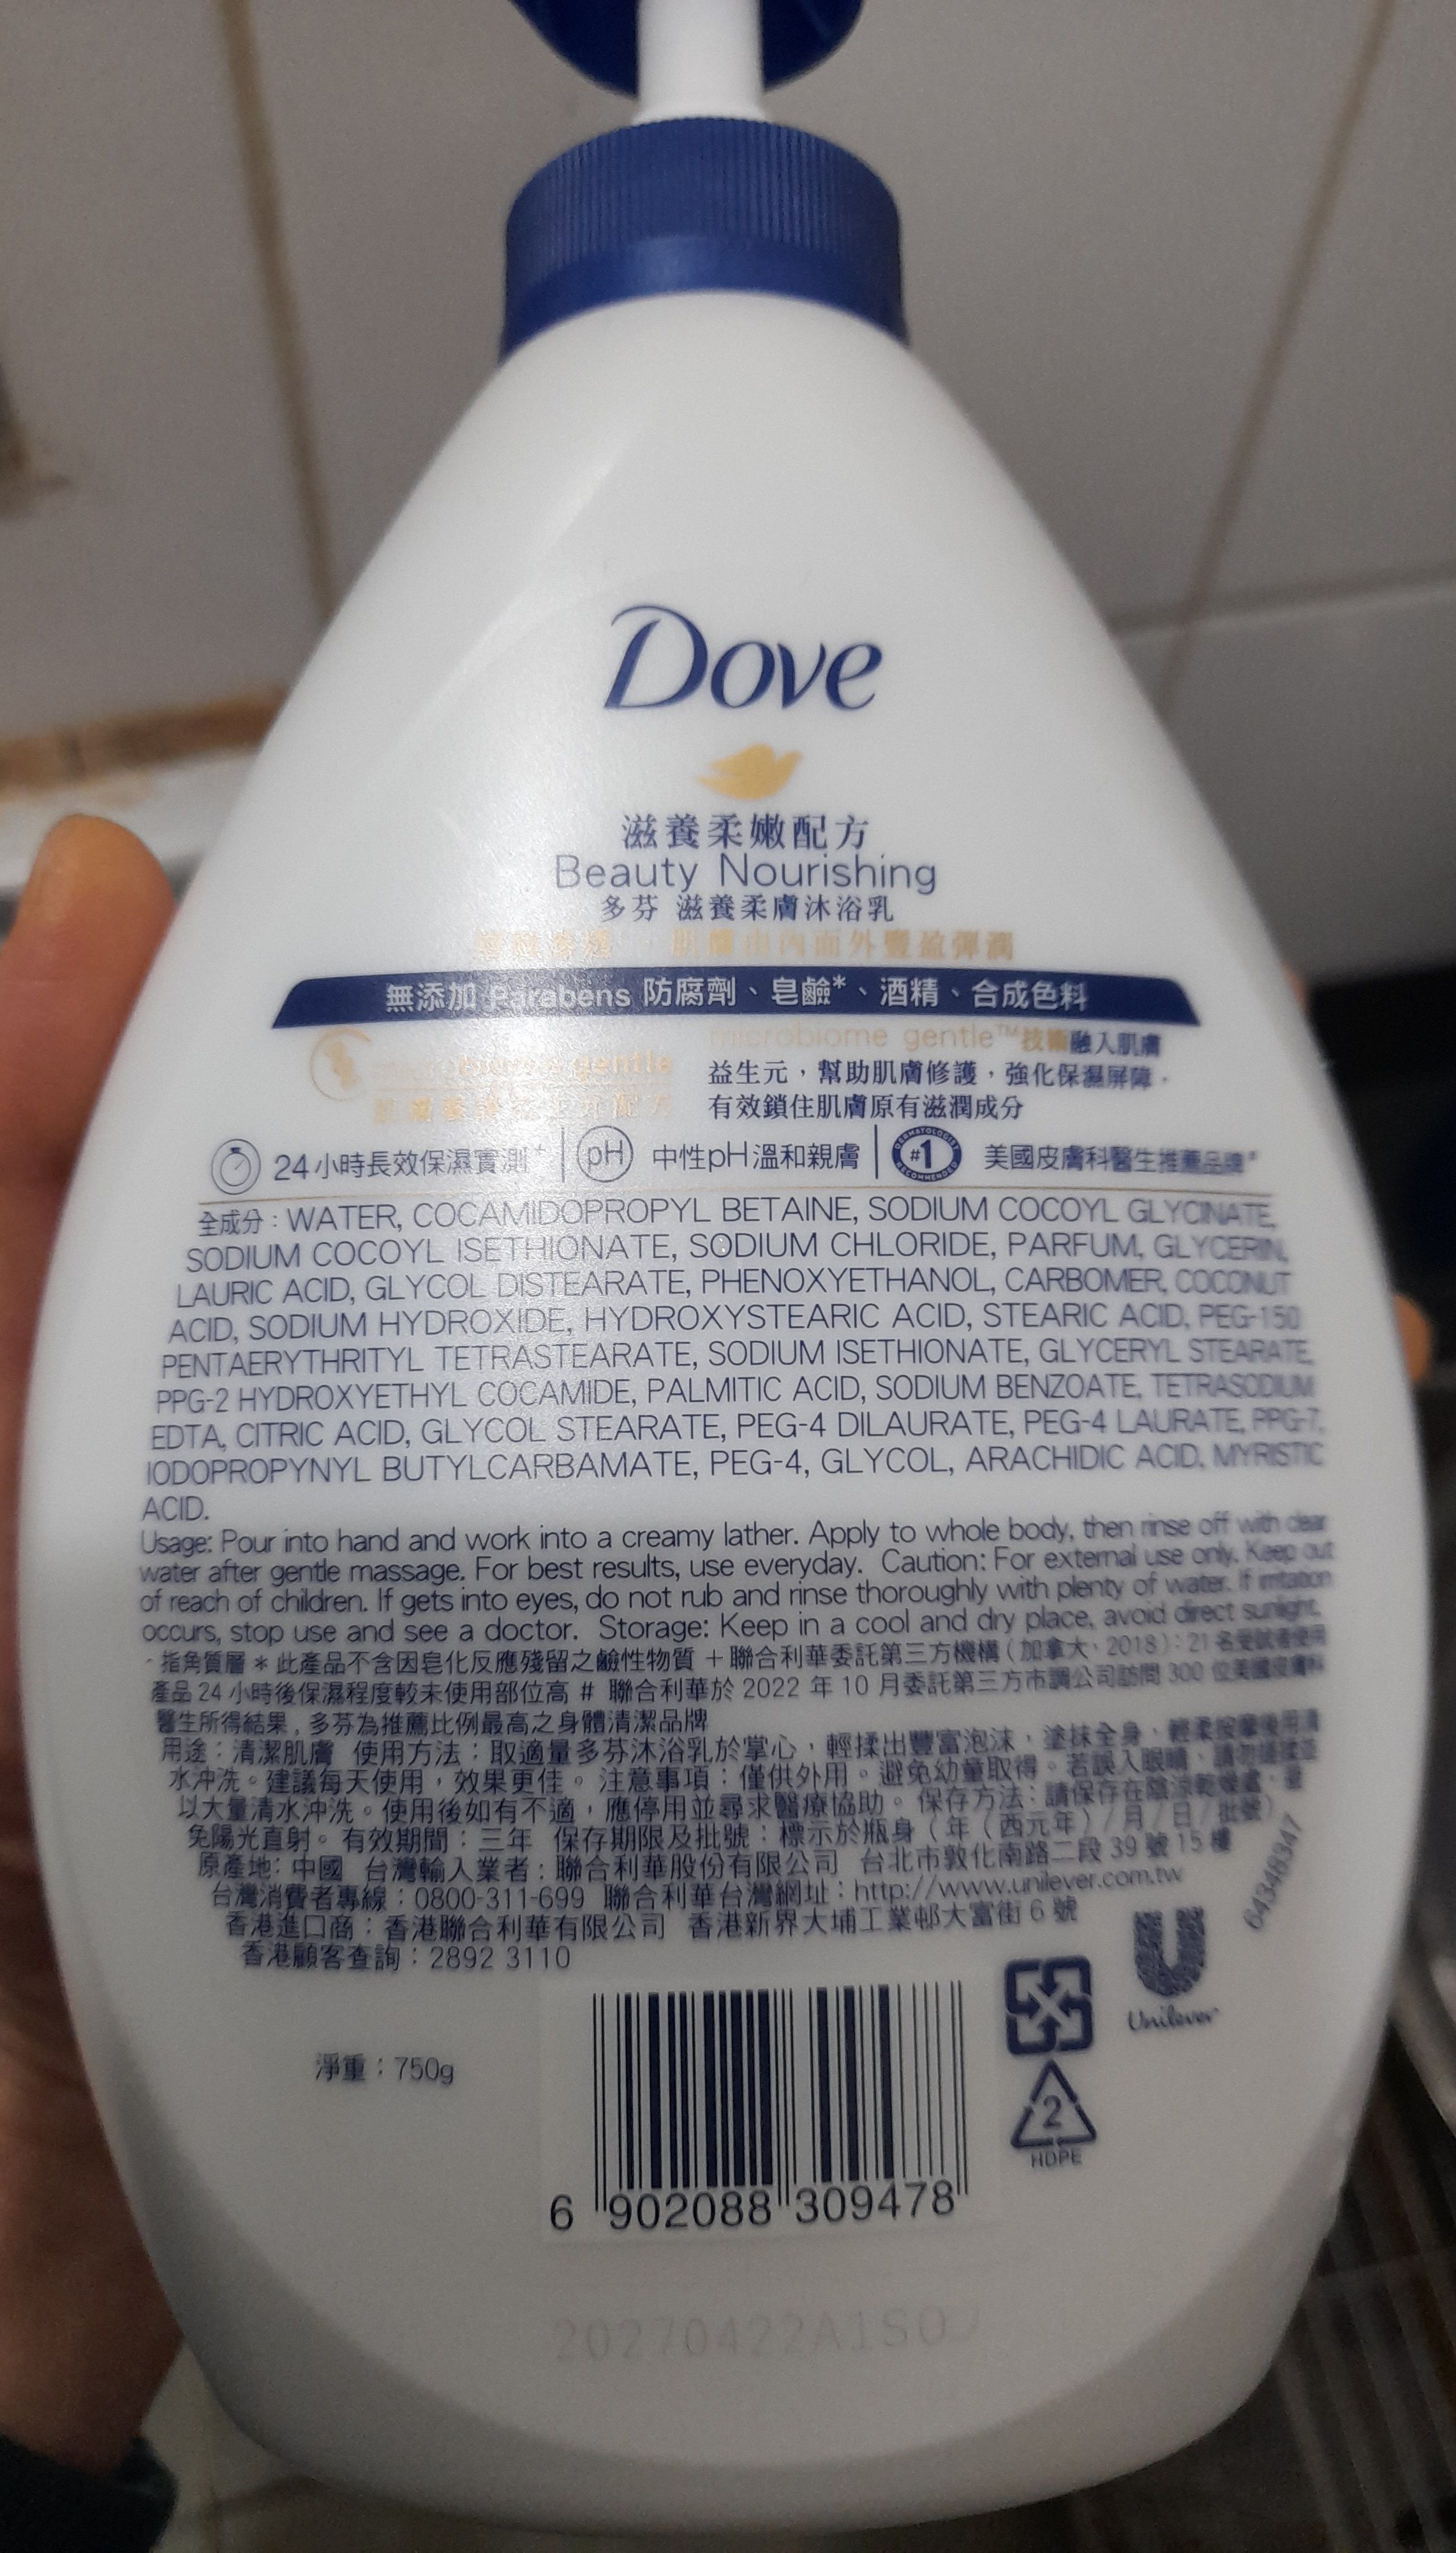 Dove
滋養柔嫩配方
Beauty Nourishing
多芬 滋養柔膚沐浴乳
肌膚由內而外豐盈彈潤
無添加 Parabens 防腐劑、皂鹼*、酒精、合成色料
microbiome gentle™技術融入肌膚
gentle
益生元，幫助肌膚修護，強化保濕屏障，
有效鎖住肌膚原有滋潤成分
24小時長效保濕實測+
pH
中性pH溫和親膚
DERMATOLOGIST
#1
RECOMMENDED
美國皮膚科醫生推薦品牌#
全成分：WATER, COCAMIDOPROPYL BETAINE, SODIUM COCOYL GLYCINATE,
SODIUM COCOYL ISETHIONATE, SODIUM CHLORIDE, PARFUM, GLYCERIN,
LAURIC ACID, GLYCOL DISTEARATE, PHENOXYETHANOL, CARBOMER, COCONUT
ACID, SODIUM HYDROXIDE, HYDROXYSTEARIC ACID, STEARIC ACID, PEG-150
PENTAERYTHRITYL TETRASTEARATE, SODIUM ISETHIONATE, GLYCERYL STEARATE,
PPG-2 HYDROXYETHYL COCAMIDE, PALMITIC ACID, SODIUM BENZOATE, TETRASODIUM
EDTA, CITRIC ACID, GLYCOL STEARATE, PEG-4 DILAURATE, PEG-4 LAURATE, PPG-7,
IODOPROPYNYL BUTYLCARBAMATE, PEG-4, GLYCOL, ARACHIDIC ACID, MYRISTIC
ACID.
Usage: Pour into hand and work into a creamy lather. Apply to whole body, then rinse off with clear
water after gentle massage. For best results, use everyday. Caution: For external use only. Keep out
of reach of children. If gets into eyes, do not rub and rinse thoroughly with plenty of water. If irritation
occurs, stop use and see a doctor. Storage: Keep in a cool and dry place, avoid direct sunlight.
指角質層 * 此產品不含因皂化反應殘留之鹼性物質 + 聯合利華委託第三方機構（加拿大，2018）：21 名受試者使用
產品 24 小時後保濕程度較未使用部位高 # 聯合利華於 2022 年 10 月委託第三方市調公司訪問 300 位美國皮膚科
醫生所得結果，多芬為推薦比例最高之身體清潔品牌
用途：清潔肌膚 使用方法：取適量多芬沐浴乳於掌心，輕揉出豐富泡沫，塗抹全身，輕柔按摩後用清
水沖洗。建議每天使用，效果更佳。 注意事項：僅供外用。避免幼童取得。若誤入眼睛，請勿搓揉並
以大量清水沖洗。使用後如有不適，應停用並尋求醫療協助。 保存方法：請保存在陰涼乾燥處，避
免陽光直射。 有效期間：三年 保存期限及批號：標示於瓶身（年（西元年）/ 月 / 日 / 批號）
原產地：中國 台灣輸入業者：聯合利華股份有限公司 台北市敦化南路二段 39 號 15 樓
台灣消費者專線：0800-311-699 聯合利華台灣網址：http://www.unilever.com.tw
香港進口商：香港聯合利華有限公司 香港新界大埔工業邨大富街 6 號
香港顧客查詢：2892 3110
64348347
Unilever
淨重：750g
2
HDPE
6 902088 309478
20270422A1S0